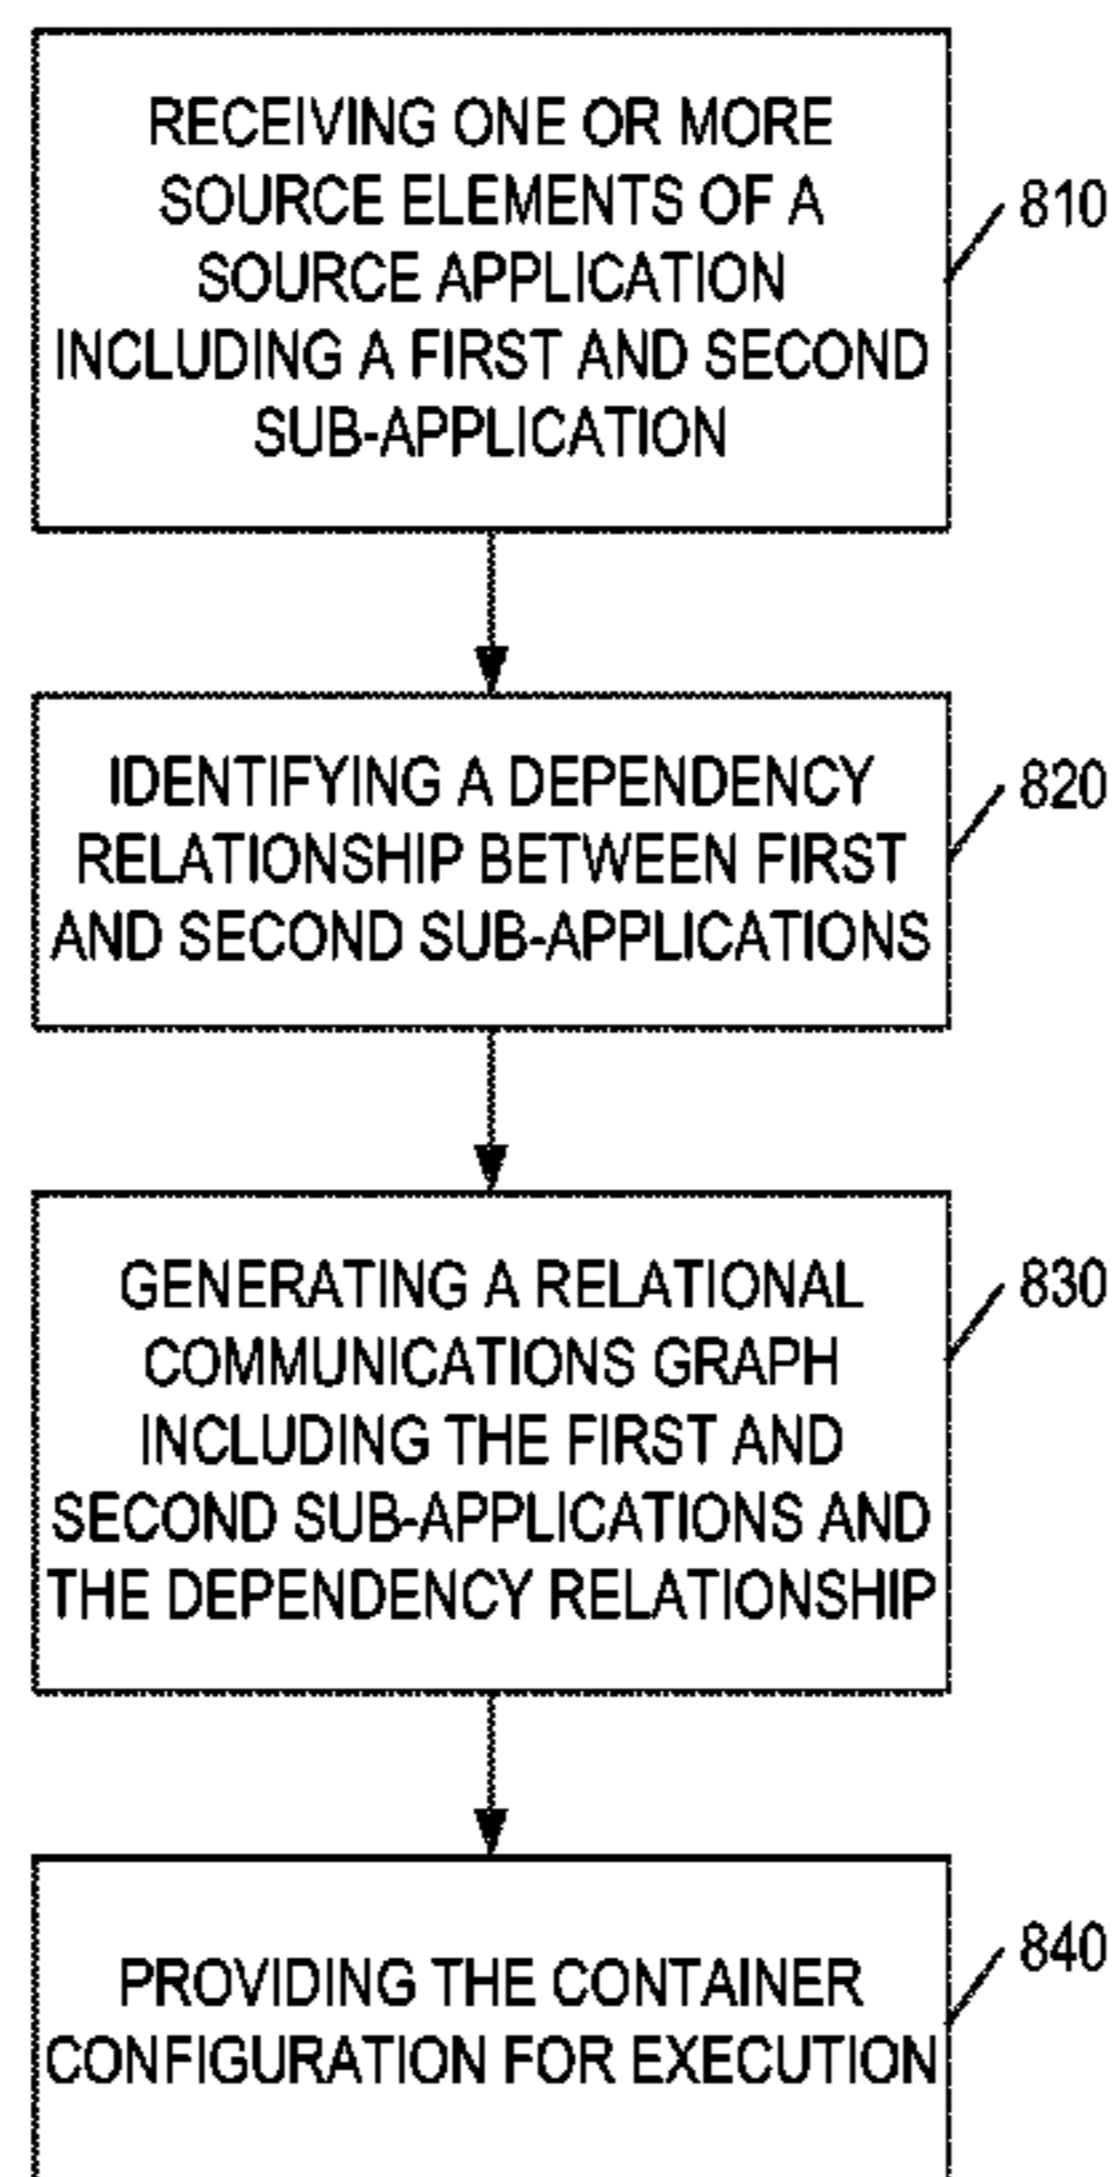 RECEIVING ONE OR MORE
SOURCE ELEMENTS OF A
SOURCE APPLICATION
INCLUDING A FIRST AND SECOND
SUB-APPLICATION
810
IDENTIFYING A DEPENDENCY
RELATIONSHIP BETWEEN FIRST
AND SECOND SUB-APPLICATIONS
820
GENERATING A RELATIONAL
COMMUNICATIONS GRAPH
INCLUDING THE FIRST AND
SECOND SUB-APPLICATIONS AND
THE DEPENDENCY RELATIONSHIP
830
PROVIDING THE CONTAINER
CONFIGURATION FOR EXECUTION
840